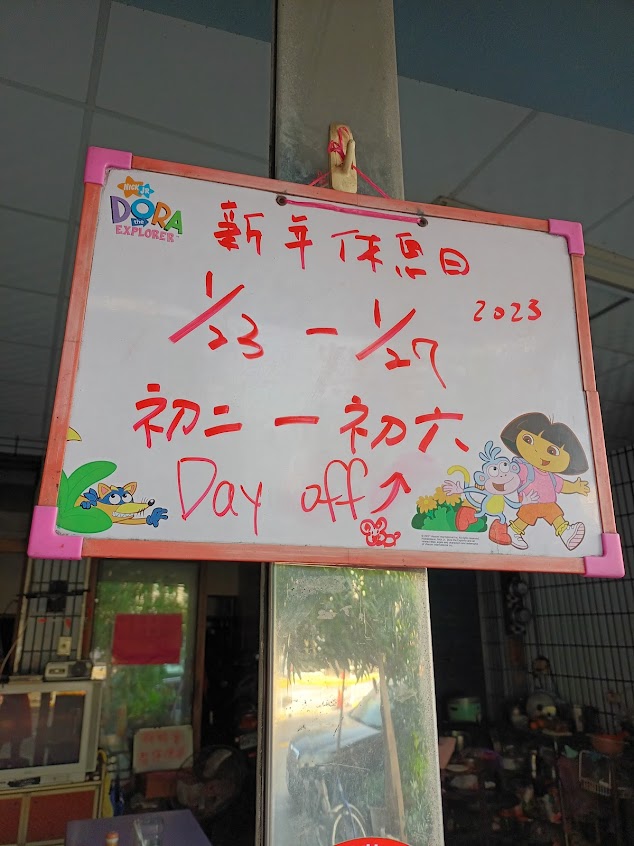 NICK JR.
DORA
the
EXPLORER
新年休息日
2023
1/23 - 1/27
初二 - 初六
Day off ↗